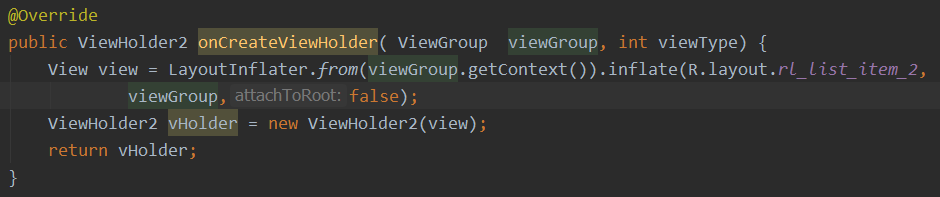 @Override
public ViewHolder2 onCreateViewHolder( ViewGroup  viewGroup, int viewType) {
    View view = LayoutInflater.from(viewGroup.getContext()).inflate(R.layout.rl_list_item_2,
            viewGroup, attachToRoot: false);
    ViewHolder2 vHolder = new ViewHolder2(view);
    return vHolder;
}